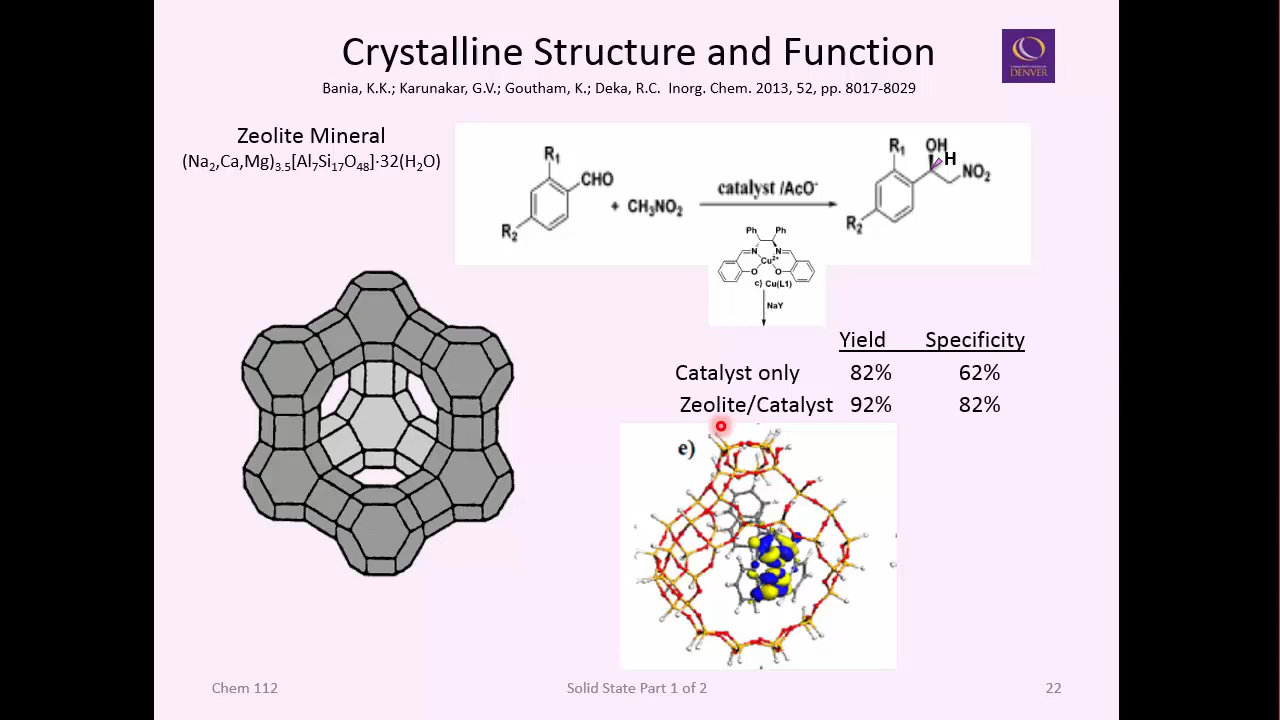 Crystalline Structure and Function
Bania, K.K.; Karunakar, G.V.; Goutham, K.; Deka, R.C. Inorg. Chem. 2013, 52, pp. 8017-8029
DENVER
Zeolite Mineral
(Na₂,Ca,Mg)₃.₅[Al₇Si₁₇O₄₈]·32(H₂O)
R₁
CHO
+ CH₃NO₂
R₂
catalyst /AcO⁻
R₁
OH
H
NO₂
R₂
Ph Ph
N N
Cu²⁺
O O
c) Cu(L1)
NaY
Yield Specificity
Catalyst only 82% 62%
Zeolite/Catalyst 92% 82%
e)
Chem 112 Solid State Part 1 of 2 22